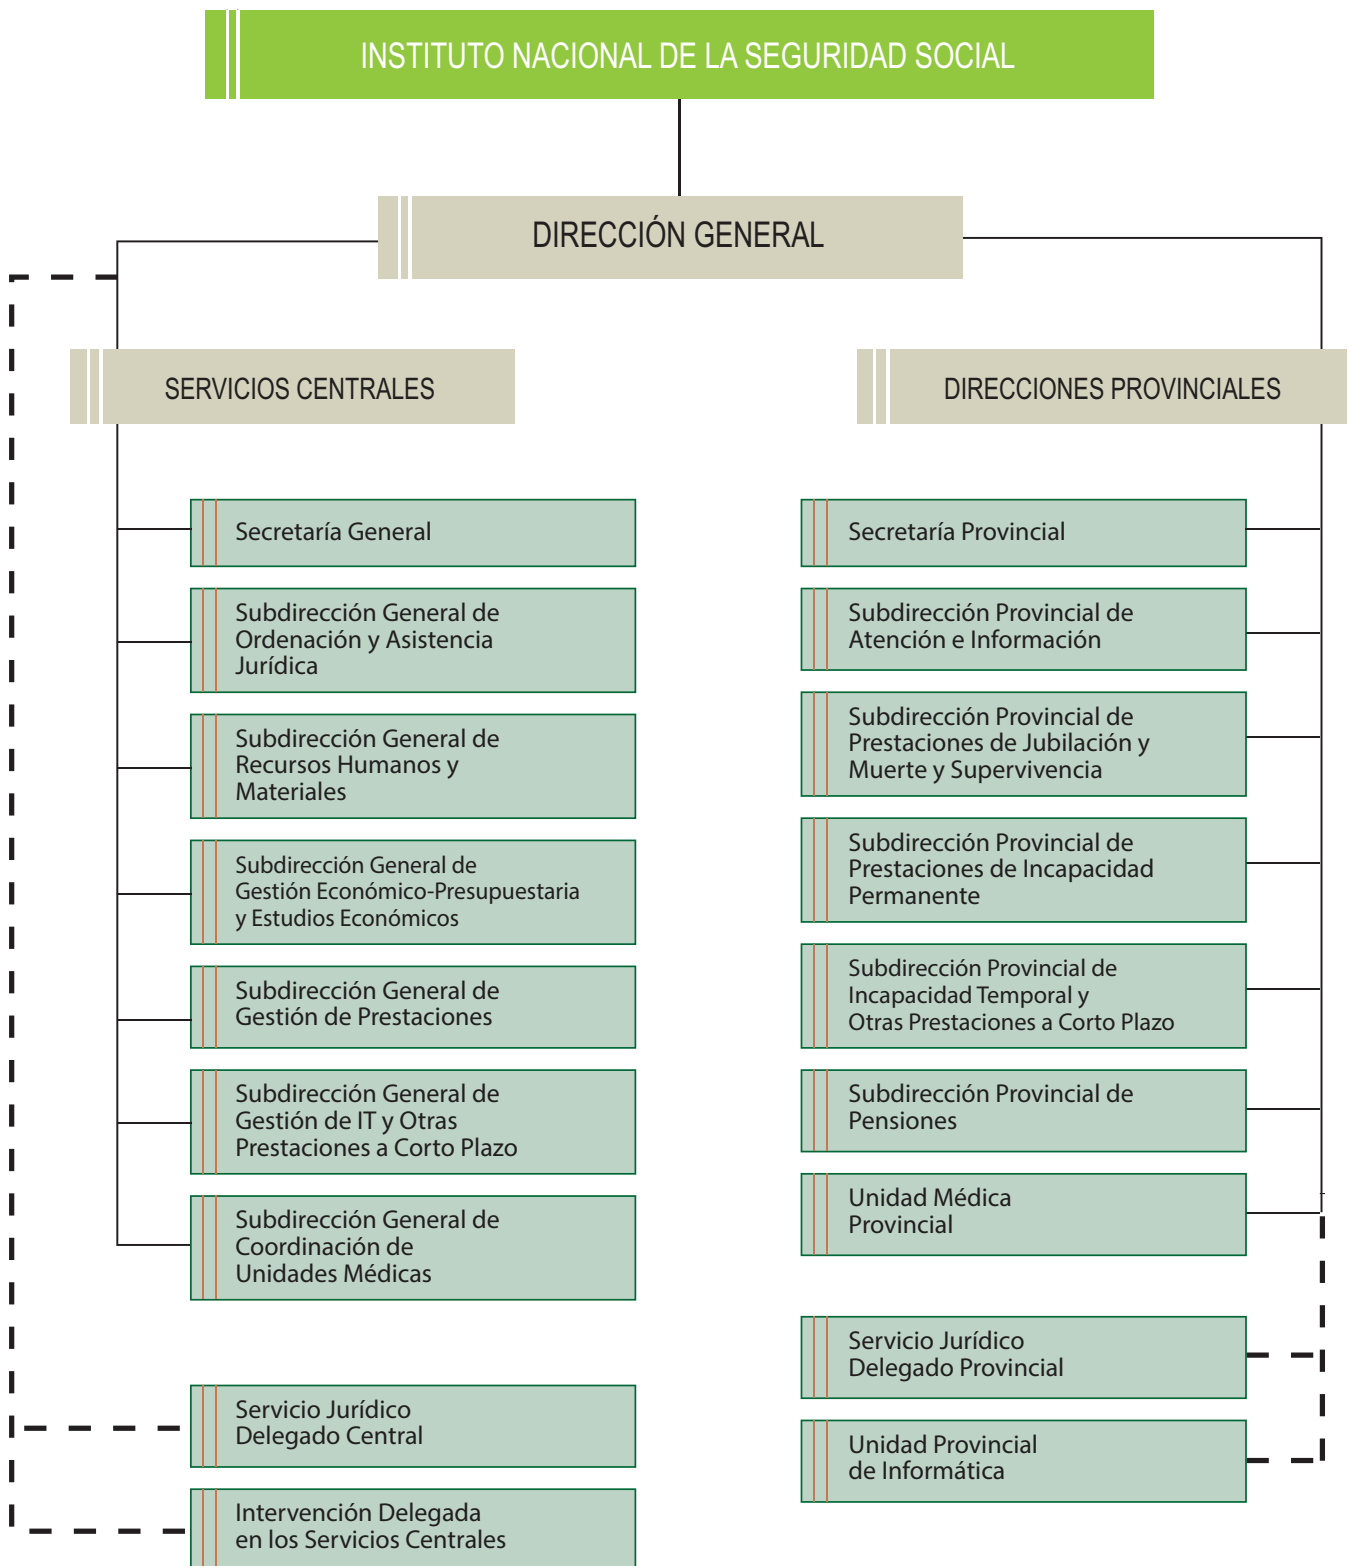 INSTITUTO NACIONAL DE LA SEGURIDAD SOCIAL
DIRECCIÓN GENERAL
SERVICIOS CENTRALES
Secretaría General
Subdirección General de
Ordenación y Asistencia
Jurídica
Subdirección General de
Recursos Humanos y
Materiales
Subdirección General de
Gestión Económico-Presupuestaria
y Estudios Económicos
Subdirección General de
Gestión de Prestaciones
Subdirección General de
Gestión de IT y Otras
Prestaciones a Corto Plazo
Subdirección General de
Coordinación de
Unidades Médicas
Servicio Jurídico
Delegado Central
Intervención Delegada
en los Servicios Centrales
DIRECCIONES PROVINCIALES
Secretaría Provincial
Subdirección Provincial de
Atención e Información
Subdirección Provincial de
Prestaciones de Jubilación y
Muerte y Supervivencia
Subdirección Provincial de
Prestaciones de Incapacidad
Permanente
Subdirección Provincial de
Incapacidad Temporal y
Otras Prestaciones a Corto Plazo
Subdirección Provincial de
Pensiones
Unidad Médica
Provincial
Servicio Jurídico
Delegado Provincial
Unidad Provincial
de Informática